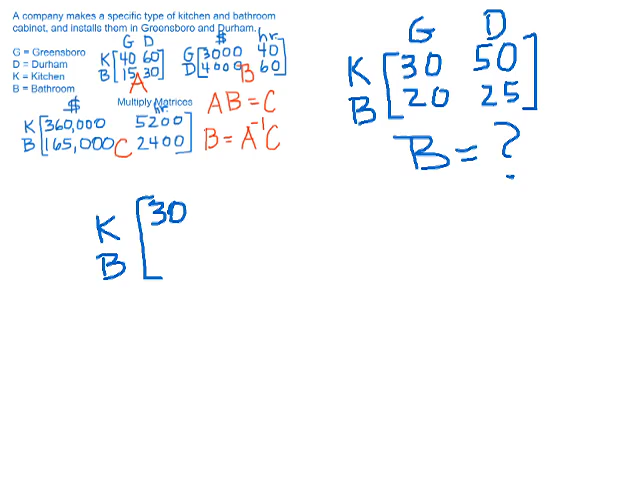 A company makes a specific type of kitchen and bathroom
cabinet, and installs them in Greensboro and Durham.
G = Greensboro
D = Durham
K = Kitchen
B = Bathroom
G D
K 40 60
B 15 30
A
$ hr
G 3000 40
D 4000 60
B
Multiply Matrices
$ hr
K 360,000 5200
B 165,000 2400
C
AB = C
B = A⁻¹C
G D
K 30 50
B 20 25
B = ?
K 30
B